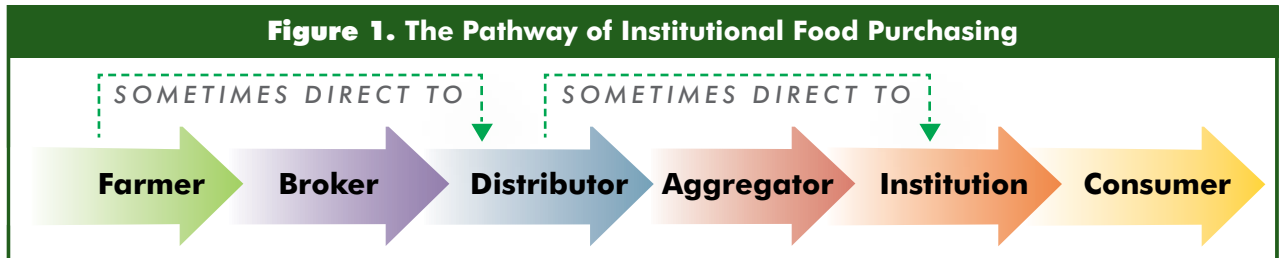 Figure 1. The Pathway of Institutional Food Purchasing
SOMETIMES DIRECT TO SOMETIMES DIRECT TO
Farmer Broker Distributor Aggregator Institution Consumer